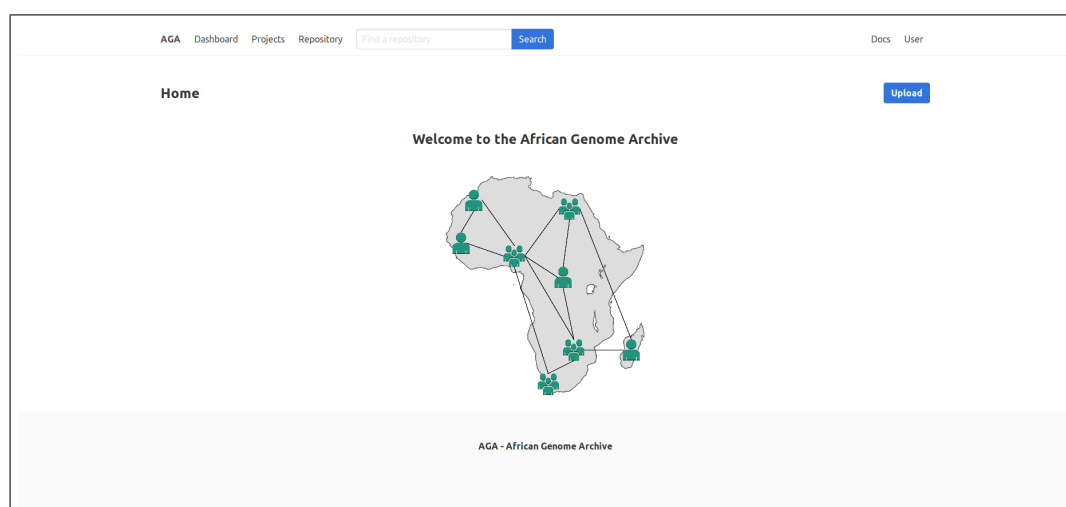 AGA Dashboard Projects Repository Find a repository Search Docs User
Home Upload
Welcome to the African Genome Archive
AGA - African Genome Archive